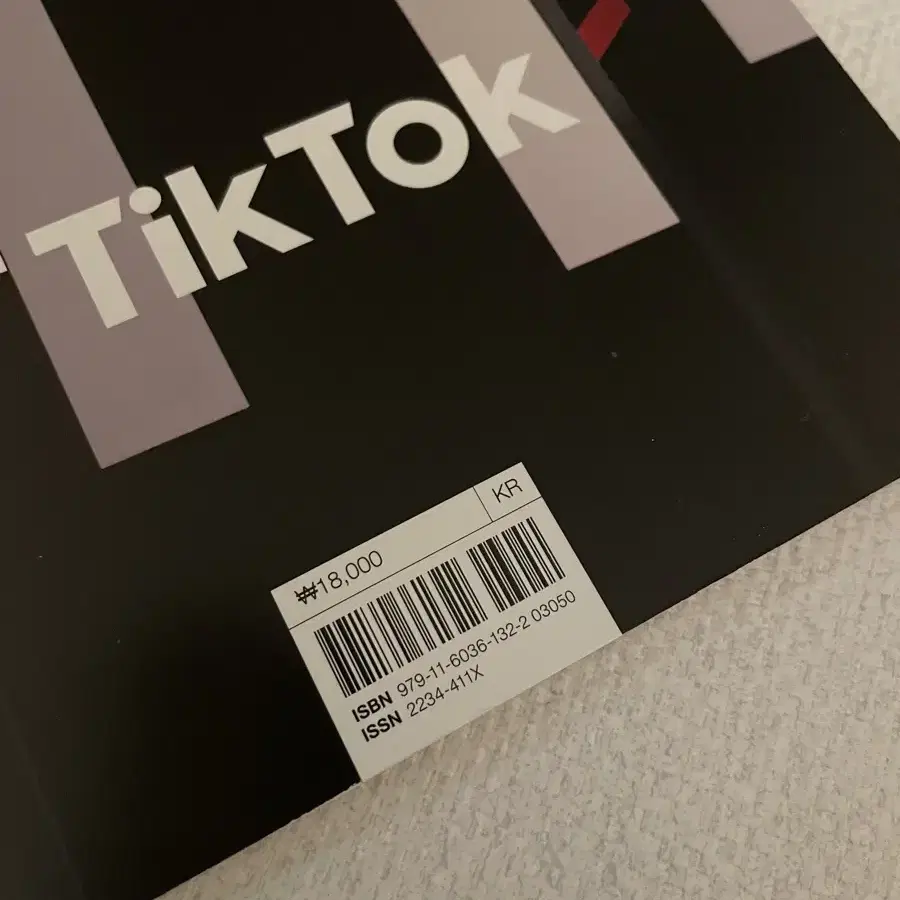 TikTok
KR
₩18,000
ISBN 979-11-6036-132-2 03050
ISSN 2234-411X